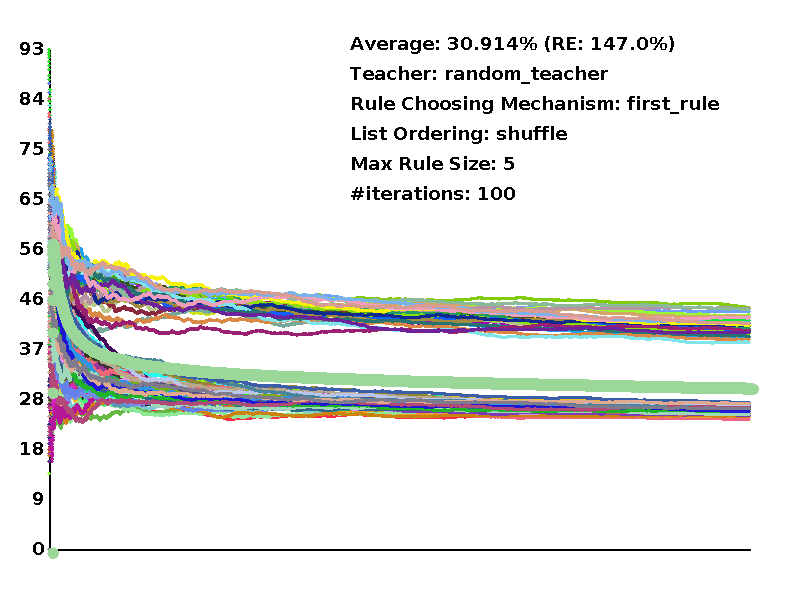 93
Average: 30.914% (RE: 147.0%)
Teacher: random_teacher
84
Rule Choosing Mechanism: first_rule
List Ordering: shuffle
75
Max Rule Size: 5
#iterations: 100
65
56
46
37
28
18
9
0